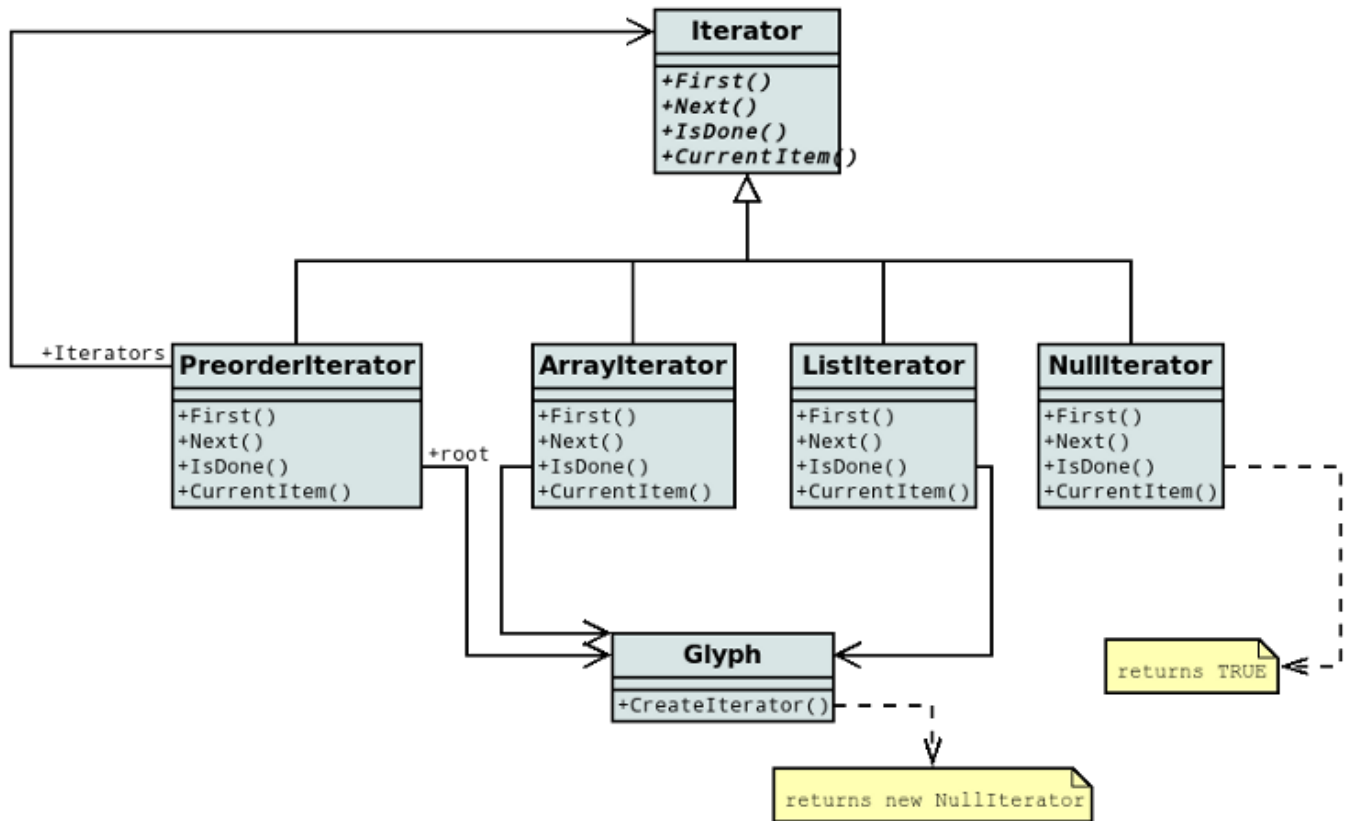 Iterator
+First()
+Next()
+IsDone()
+CurrentItem()
+Iterators
PreorderIterator
+First()
+Next()
+IsDone()
+CurrentItem()
+root
ArrayIterator
+First()
+Next()
+IsDone()
+CurrentItem()
ListIterator
+First()
+Next()
+IsDone()
+CurrentItem()
NullIterator
+First()
+Next()
+IsDone()
+CurrentItem()
Glyph
+CreateIterator()
returns TRUE
returns new NullIterator